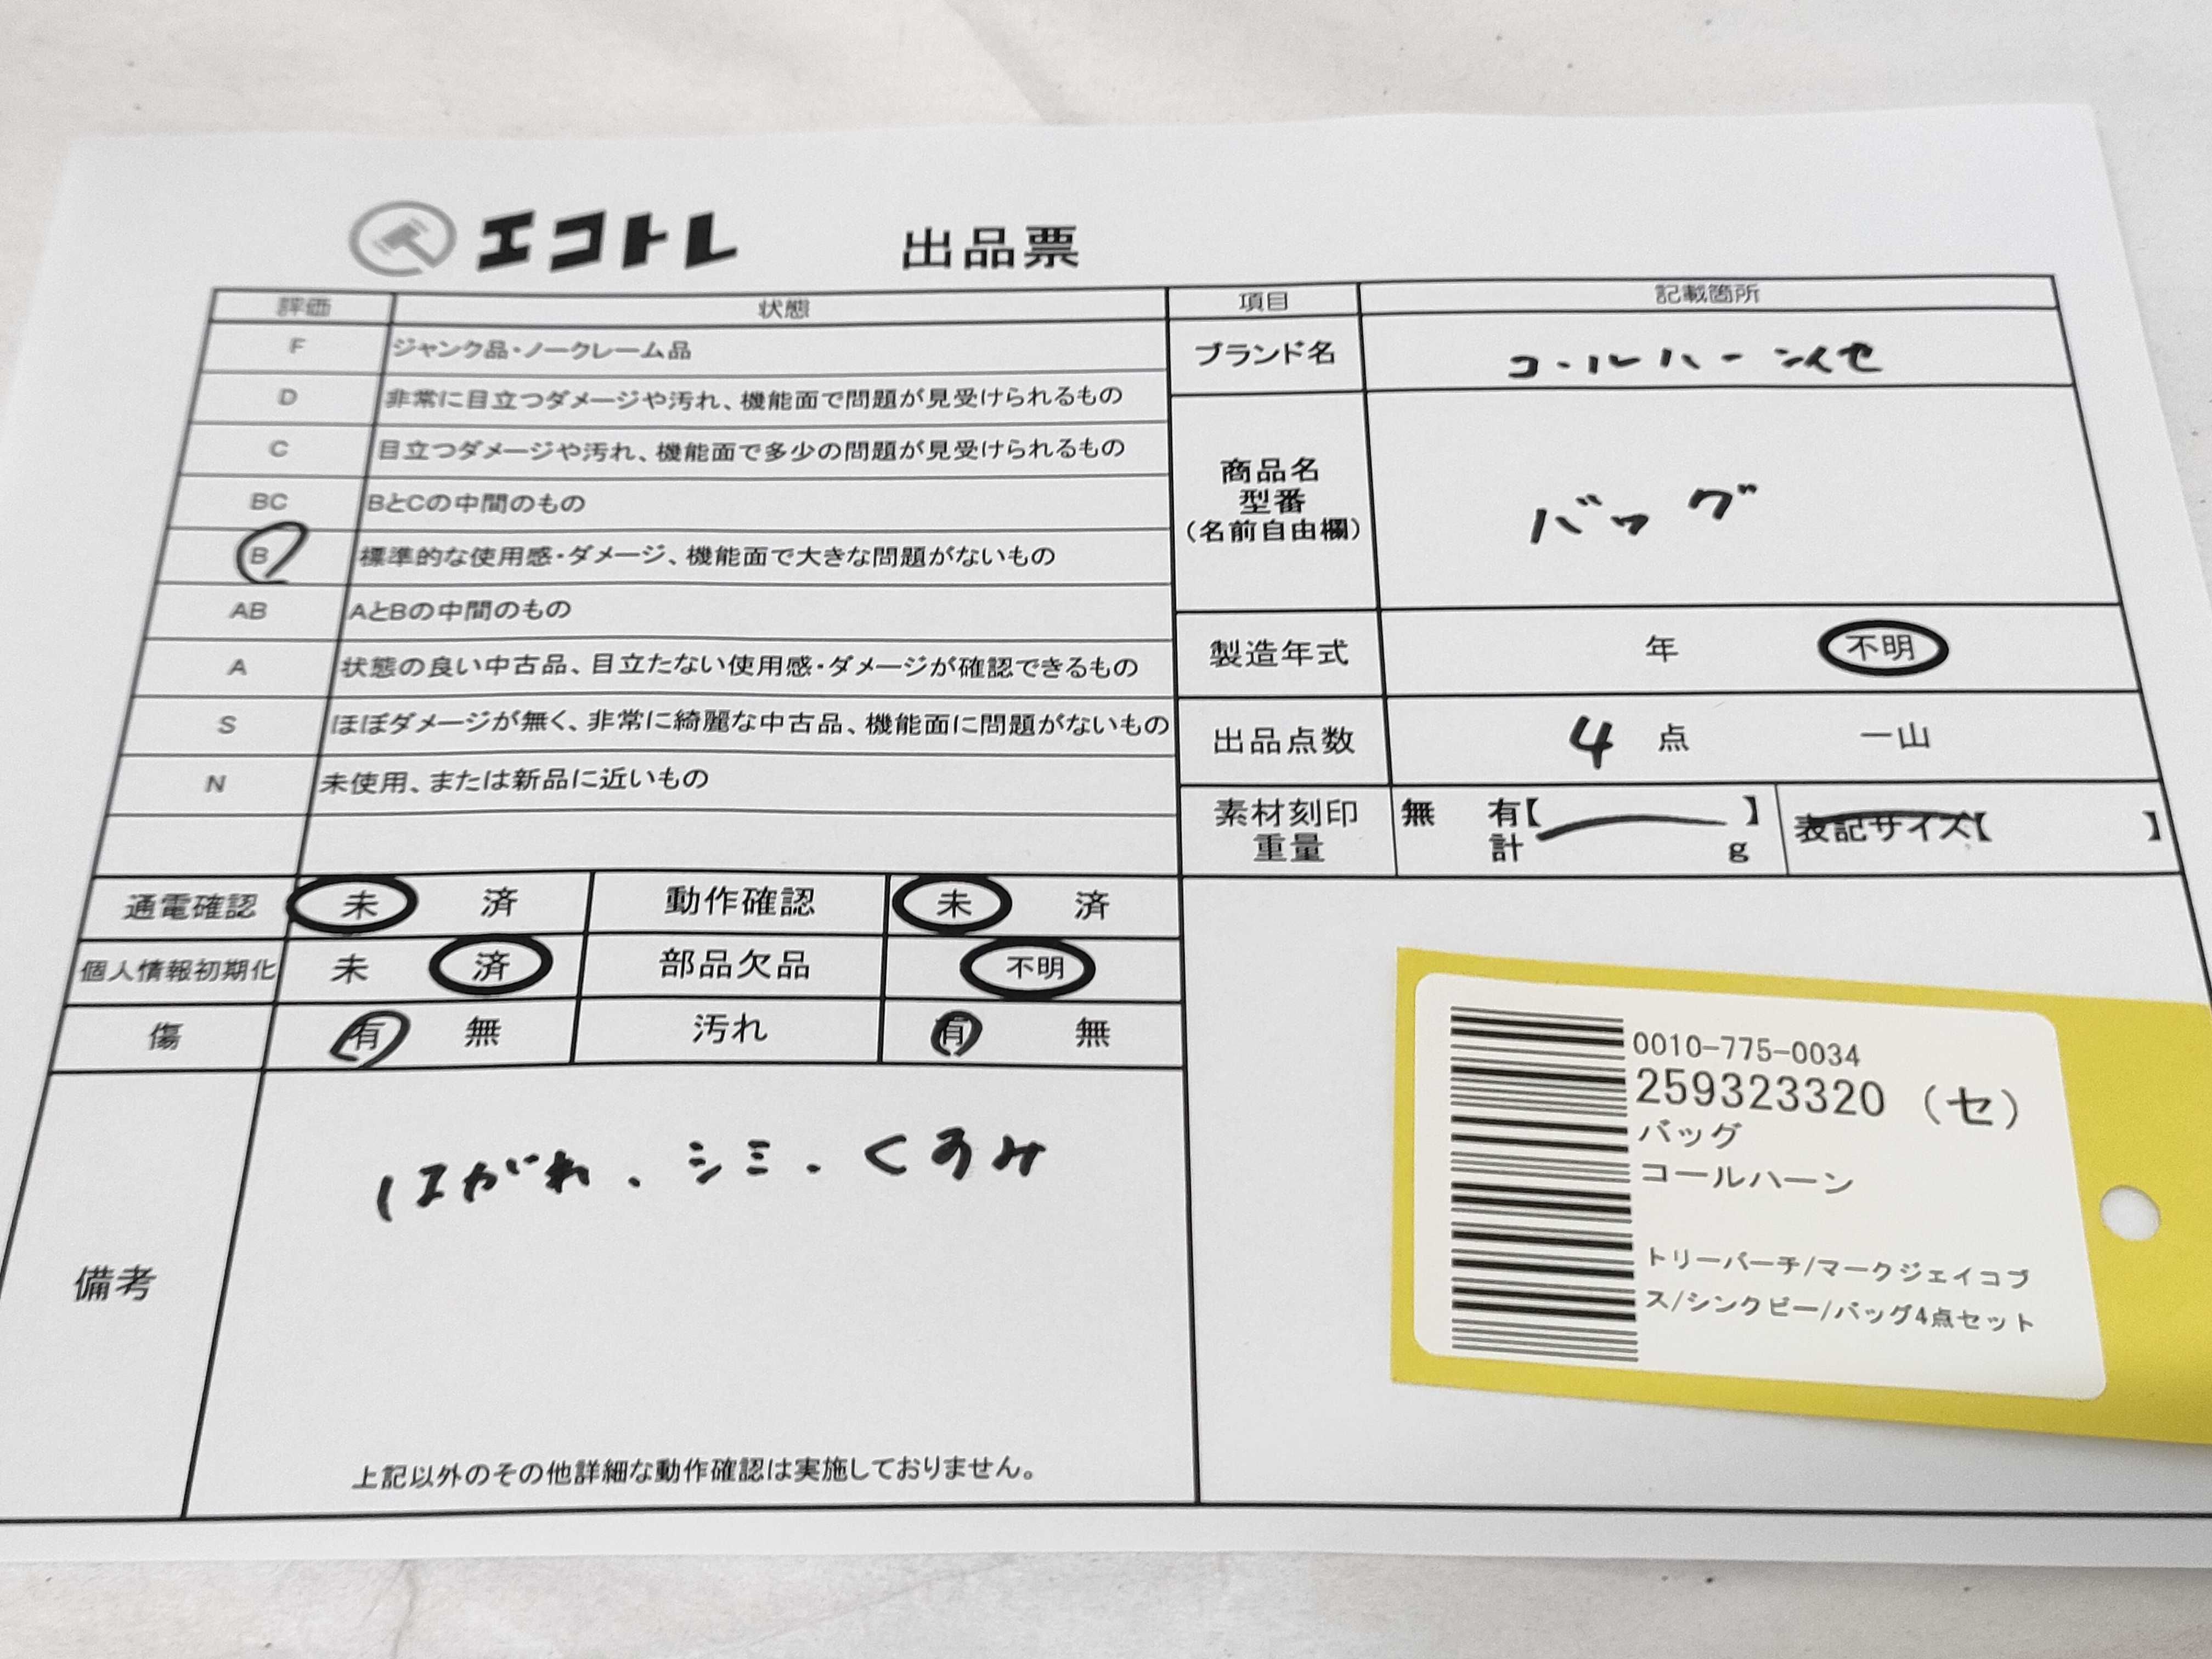 エコトレ 出品票
評価 状態 項目 記載箇所
F ジャンク品・ノークレーム品
D 非常に目立つダメージや汚れ、機能面で問題が見受けられるもの
C 目立つダメージや汚れ、機能面で多少の問題が見受けられるもの
BC BとCの中間のもの
B 標準的な使用感・ダメージ、機能面で大きな問題がないもの
AB AとBの中間のもの
A 状態の良い中古品、目立たない使用感・ダメージが確認できるもの
S ほぼダメージが無く、非常に綺麗な中古品、機能面に問題がないもの
N 未使用、または新品に近いもの
ブランド名 コールハーン
商品名
型番
(名前自由欄)
バッグ
製造年式 年 不明
出品点数 4 点 一山
素材刻印 無 有【 】 表記サイズ【 】
重量 計 g
通電確認 未 済 動作確認 未 済
個人情報初期化 未 済 部品欠品 不明
傷 有 無 汚れ 有 無
備考
はがれ、シミ、くすみ
上記以外のその他詳細な動作確認は実施しておりません。
0010-775-0034
259323320 (セ)
バッグ
コールハーン
トリーバーチ/マークジェイコブ
ス/シンクビー/バッグ4点セット